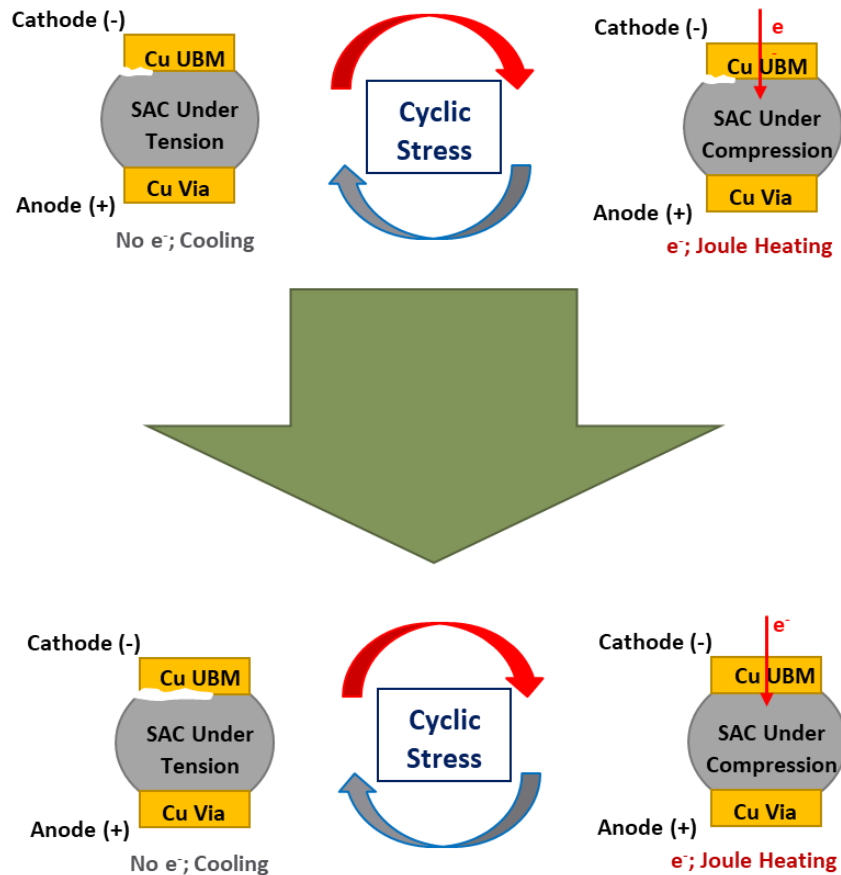 Cathode (-)
Cu UBM
SAC Under
Tension
Cu Via
Anode (+)
No e⁻; Cooling
Cyclic
Stress
Cathode (-)
e
-
Cu UBM
SAC Under
Compression
Cu Via
Anode (+)
e⁻; Joule Heating
Cathode (-)
Cu UBM
SAC Under
Tension
Cu Via
Anode (+)
No e⁻; Cooling
Cyclic
Stress
e⁻
Cathode (-)
Cu UBM
SAC Under
Compression
Cu Via
Anode (+)
e⁻; Joule Heating